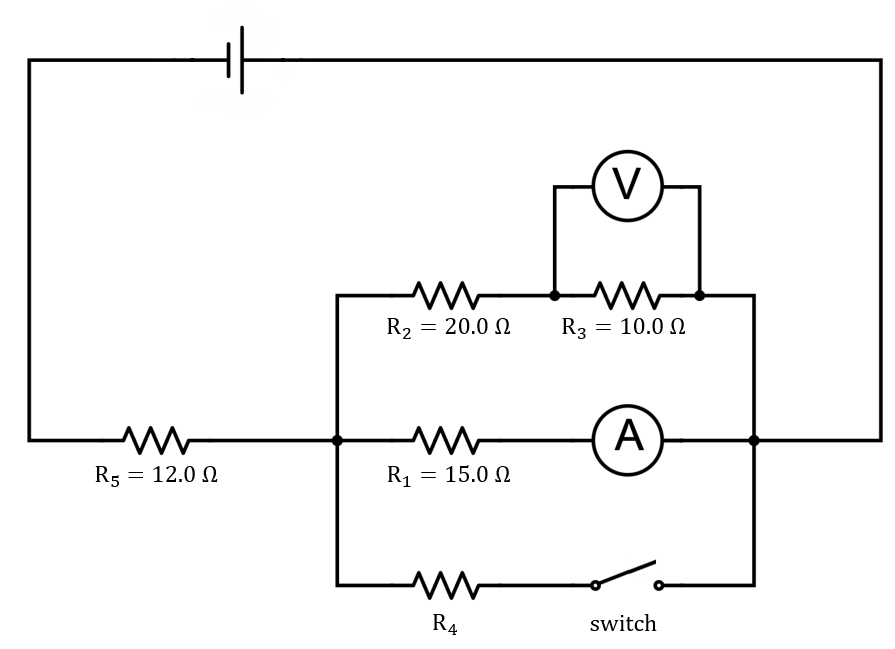 V
R₂ = 20.0 Ω
R₃ = 10.0 Ω
A
R₅ = 12.0 Ω
R₁ = 15.0 Ω
R₄
switch